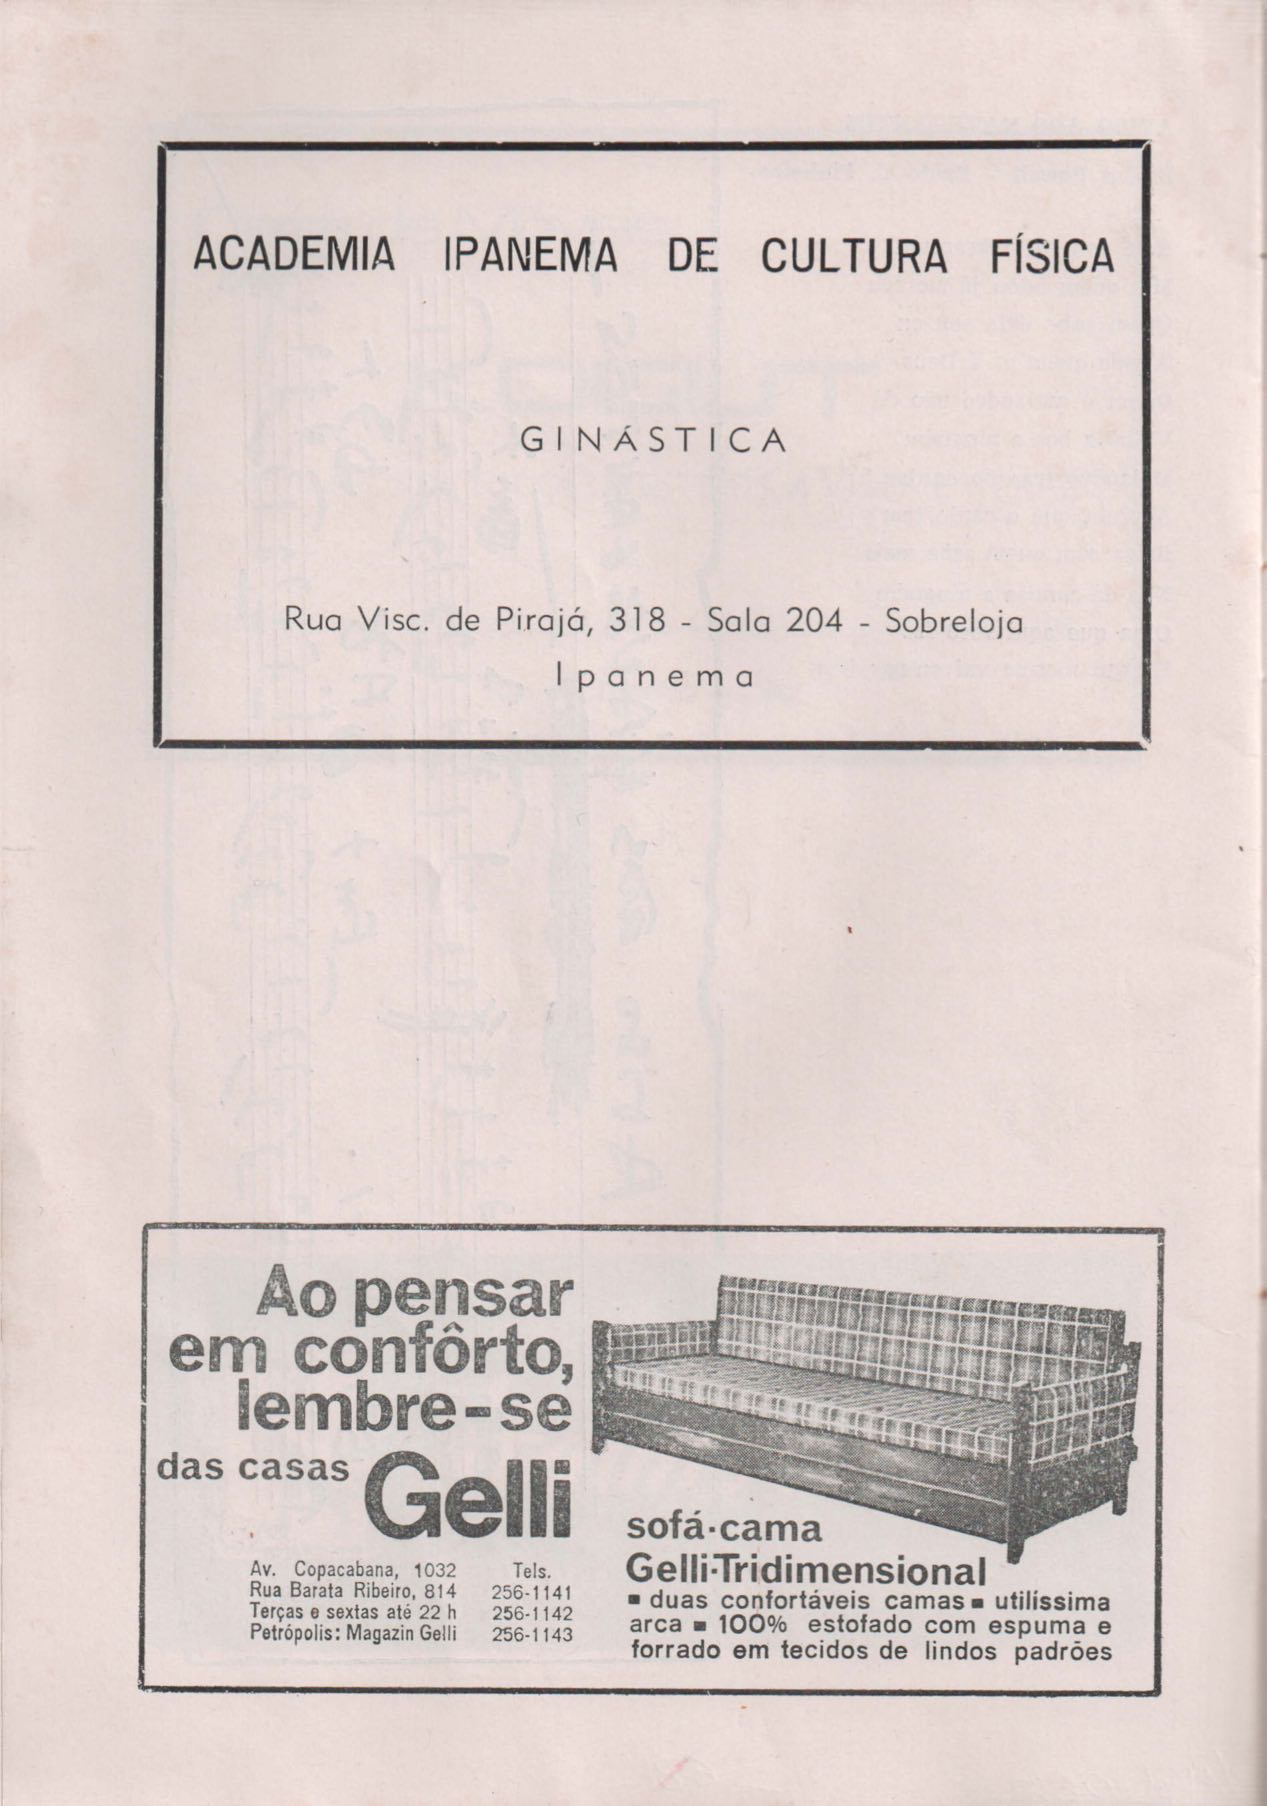 ACADEMIA IPANEMA DE CULTURA FÍSICA
GINÁSTICA
Rua Visc. de Pirajá, 318 - Sala 204 - Sobreloja
Ipanema
Ao pensar
em confôrto,
lembre-se
das casas Gelli
Av. Copacabana, 1032 Tels.
Rua Barata Ribeiro, 814 256-1141
Terças e sextas até 22 h 256-1142
Petrópolis: Magazin Gelli 256-1143
sofá-cama
Gelli-Tridimensional
▪ duas confortáveis camas ▪ utilíssima
arca ▪ 100% estofado com espuma e
forrado em tecidos de lindos padrões